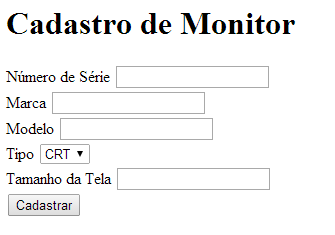 Cadastro de Monitor
Número de Série
Marca
Modelo
Tipo CRT
Tamanho da Tela
Cadastrar